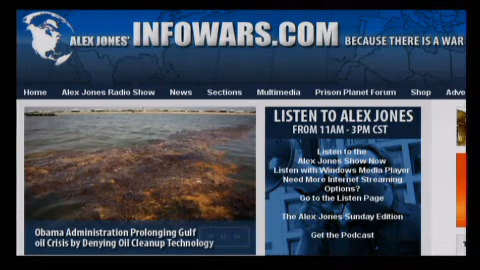 ALEX JONES' INFOWARS.COM BECAUSE THERE IS A WAR
Home Alex Jones Radio Show News Sections Multimedia Prison Planet Forum Shop Adve
LISTEN TO ALEX JONES
FROM 11AM - 3PM CST
Listen to the
Alex Jones Show Now
Listen with Windows Media Player
Need More Internet Streaming
Options?
Go to the Listen Page
The Alex Jones Sunday Edition
Get the Podcast
Obama Administration Prolonging Gulf
oil Crisis by Denying Oil Cleanup Technology